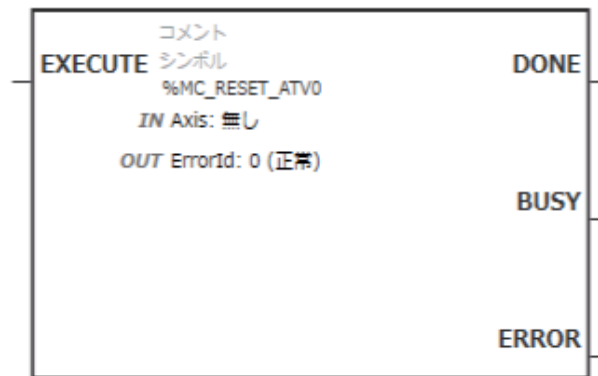 コメント
EXECUTE シンボル DONE
%MC_RESET_ATV0
IN Axis: 無し
OUT ErrorId: 0 (正常)
BUSY
ERROR